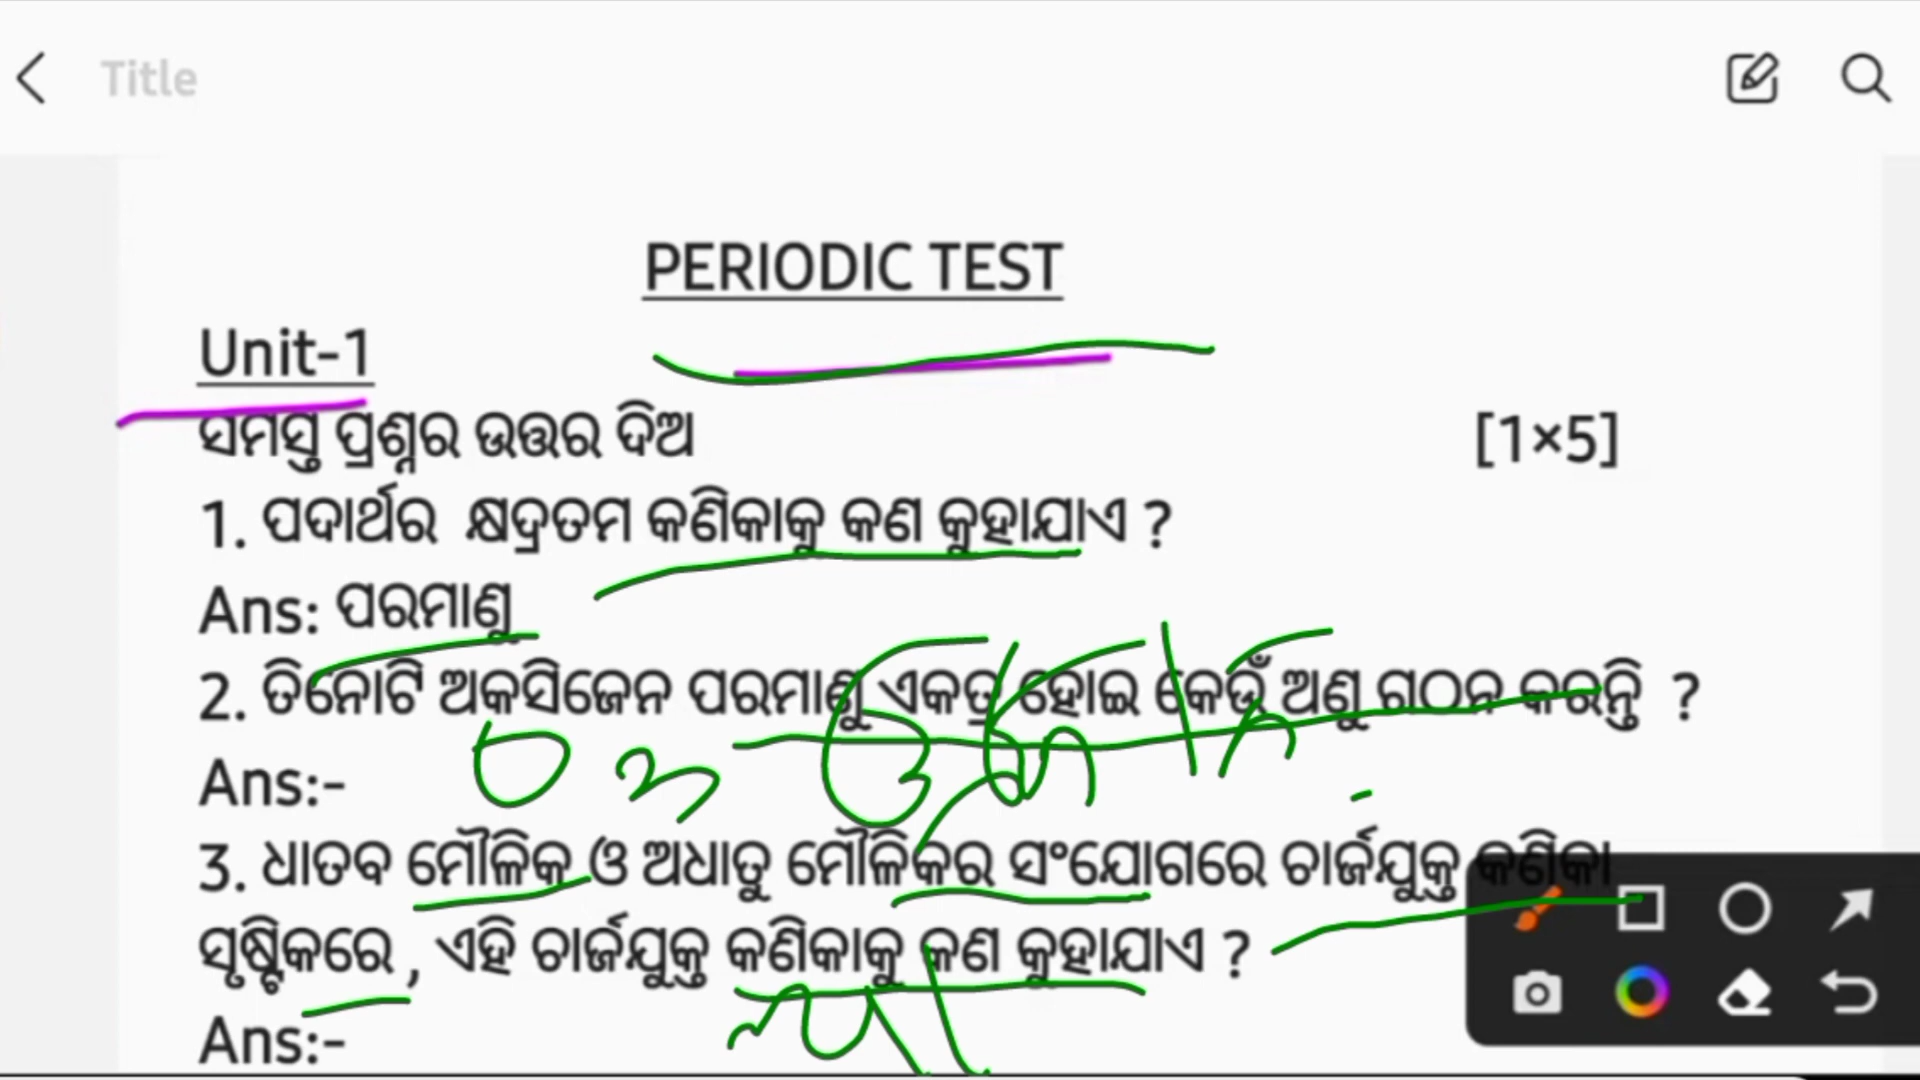 Title
PERIODIC TEST
Unit-1
ସମସ୍ତ ପ୍ରଶ୍ନର ଉତ୍ତର ଦିଅ [1×5]
1. ପଦାର୍ଥର କ୍ଷଦ୍ରତମ କଣିକାକୁ କଣ କୁହାଯାଏ ?
Ans: ପରମାଣୁ
2. ତିନୋଟି ଅକସିଜେନ ପରମାଣୁ ଏକତ୍ର ହୋଇ କେଉଁ ଅଣୁ ଗଠନ କରନ୍ତି ?
Ans:- O3
3. ଧାତବ ମୌଳିକ ଓ ଅଧାତୁ ମୌଳିକର ସଂଯୋଗରେ ଚାର୍ଜଯୁକ୍ତ କଣିକା
ସୃଷ୍ଟିକରେ , ଏହି ଚାର୍ଜଯୁକ୍ତ କଣିକାକୁ କଣ କୁହାଯାଏ ?
Ans:-